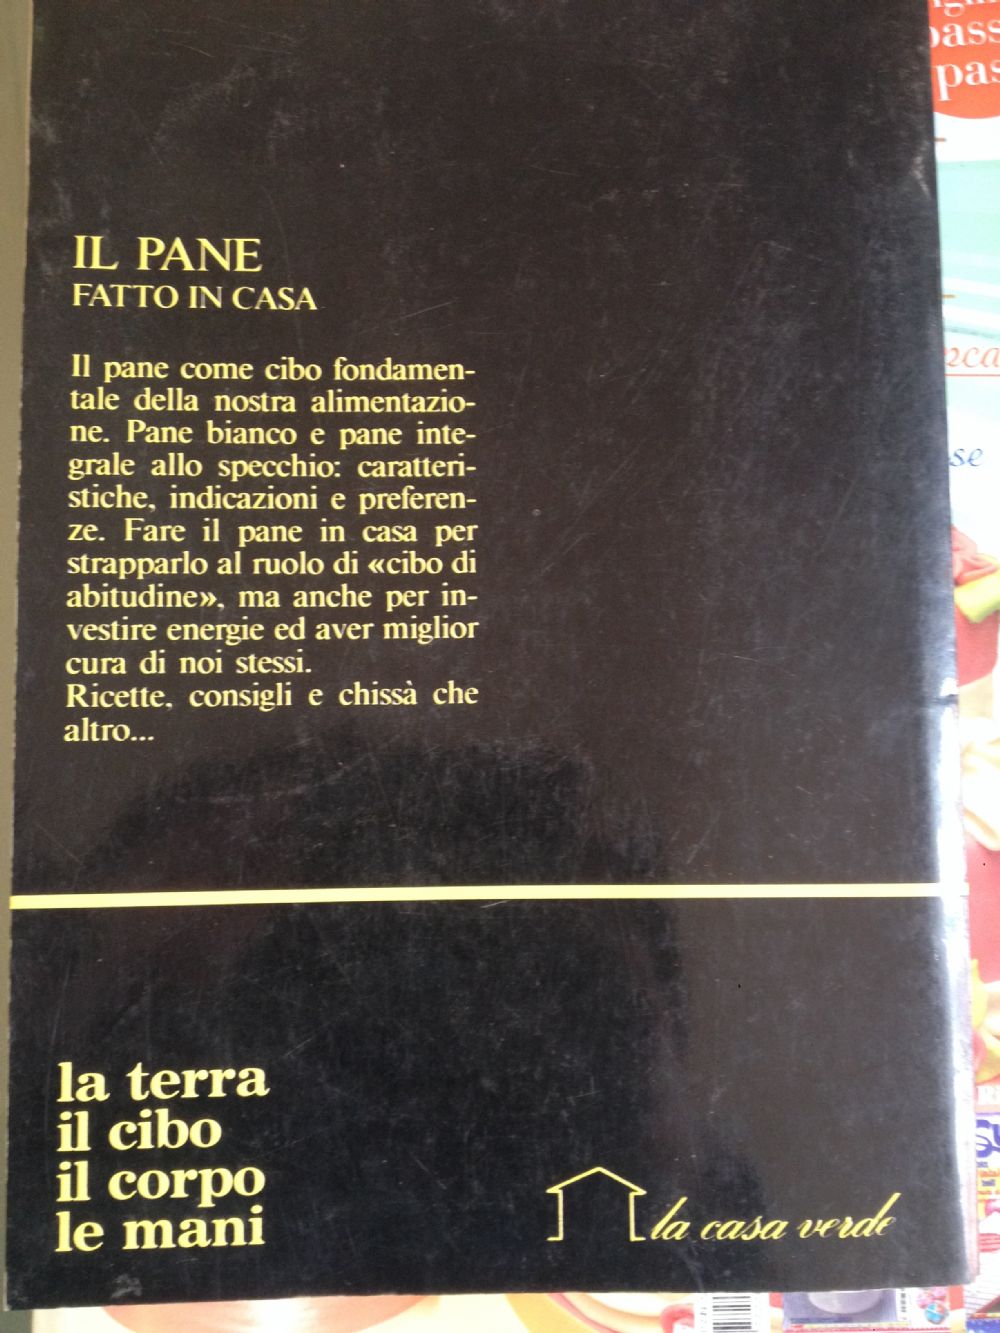 IL PANE
FATTO IN CASA
Il pane come cibo fondamen-
tale della nostra alimentazio-
ne. Pane bianco e pane inte-
grale allo specchio: caratteri-
stiche, indicazioni e preferen-
ze. Fare il pane in casa per
strapparlo al ruolo di «cibo di
abitudine», ma anche per in-
vestire energie ed aver miglior
cura di noi stessi.
Ricette, consigli e chissà che
altro...
la terra
il cibo
il corpo
le mani
la casa verde